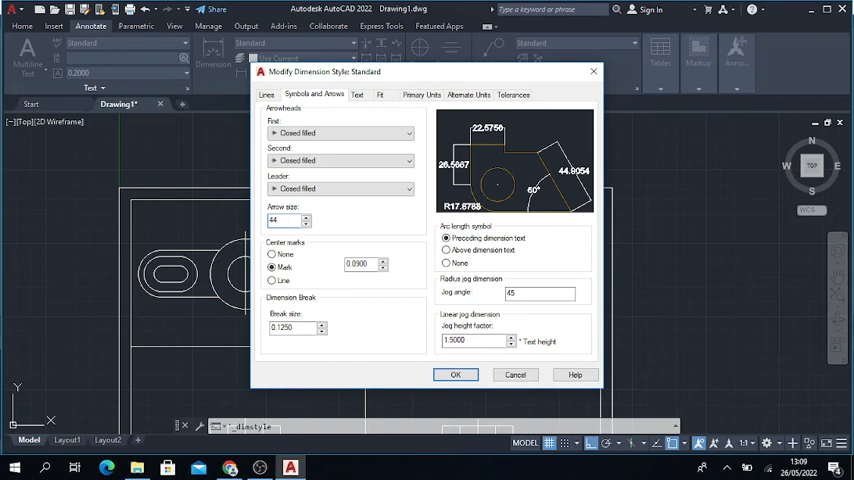 Share
Autodesk AutoCAD 2022 Drawing1.dwg
Type a keyword or phrase
Sign In
Home
Insert
Annotate
Parametric
View
Manage
Output
Add-ins
Collaborate
Express Tools
Featured Apps
Multiline
Text
Standard
0.2000
Text
Dimension
Standard
Use Current
Tables
Markup
Anno...
Start
Drawing1*
[−][Top][2D Wireframe]
Modify Dimension Style: Standard
Lines
Symbols and Arrows
Text
Fit
Primary Units
Alternate Units
Tolerances
Arrowheads
First:
Closed filled
Second:
Closed filled
Leader:
Closed filled
Arrow size:
44
Center marks
None
Mark
0.0900
Line
Dimension Break
Break size:
0.1250
22.5750
44.8054
60°
Arc length symbol
Preceding dimension text
Above dimension text
None
Radius jog dimension
Jog angle:
45
Linear jog dimension
Jog height factor:
1.5000
* Text height
OK
Cancel
Help
N
W
TOP
E
S
WCS
Y
X
_dimstyle
Model
Layout1
Layout2
MODEL
1:1
13:09
26/05/2022
4